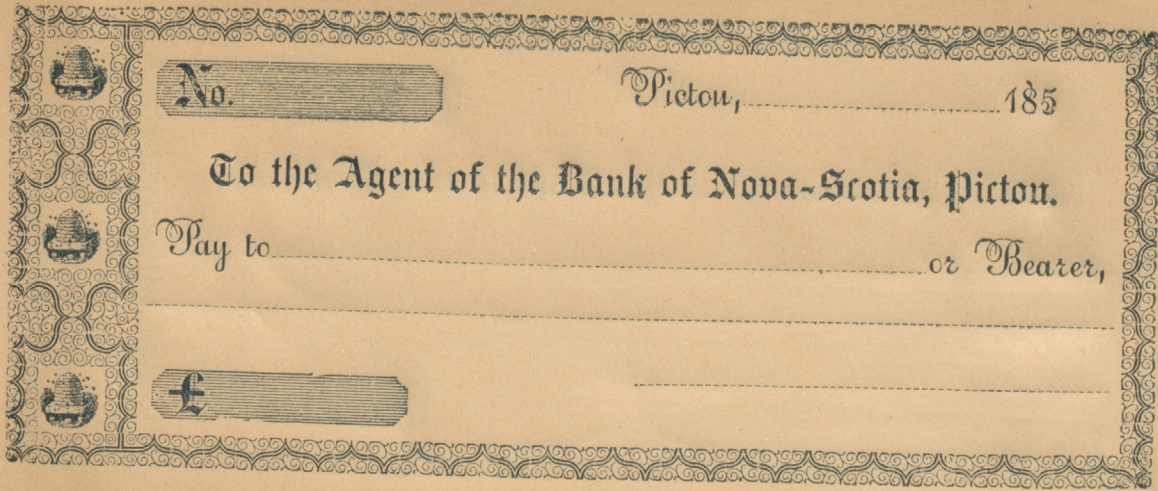 No. Pictou, 185
To the Agent of the Bank of Nova-Scotia, Pictou.
Pay to or Bearer,
£